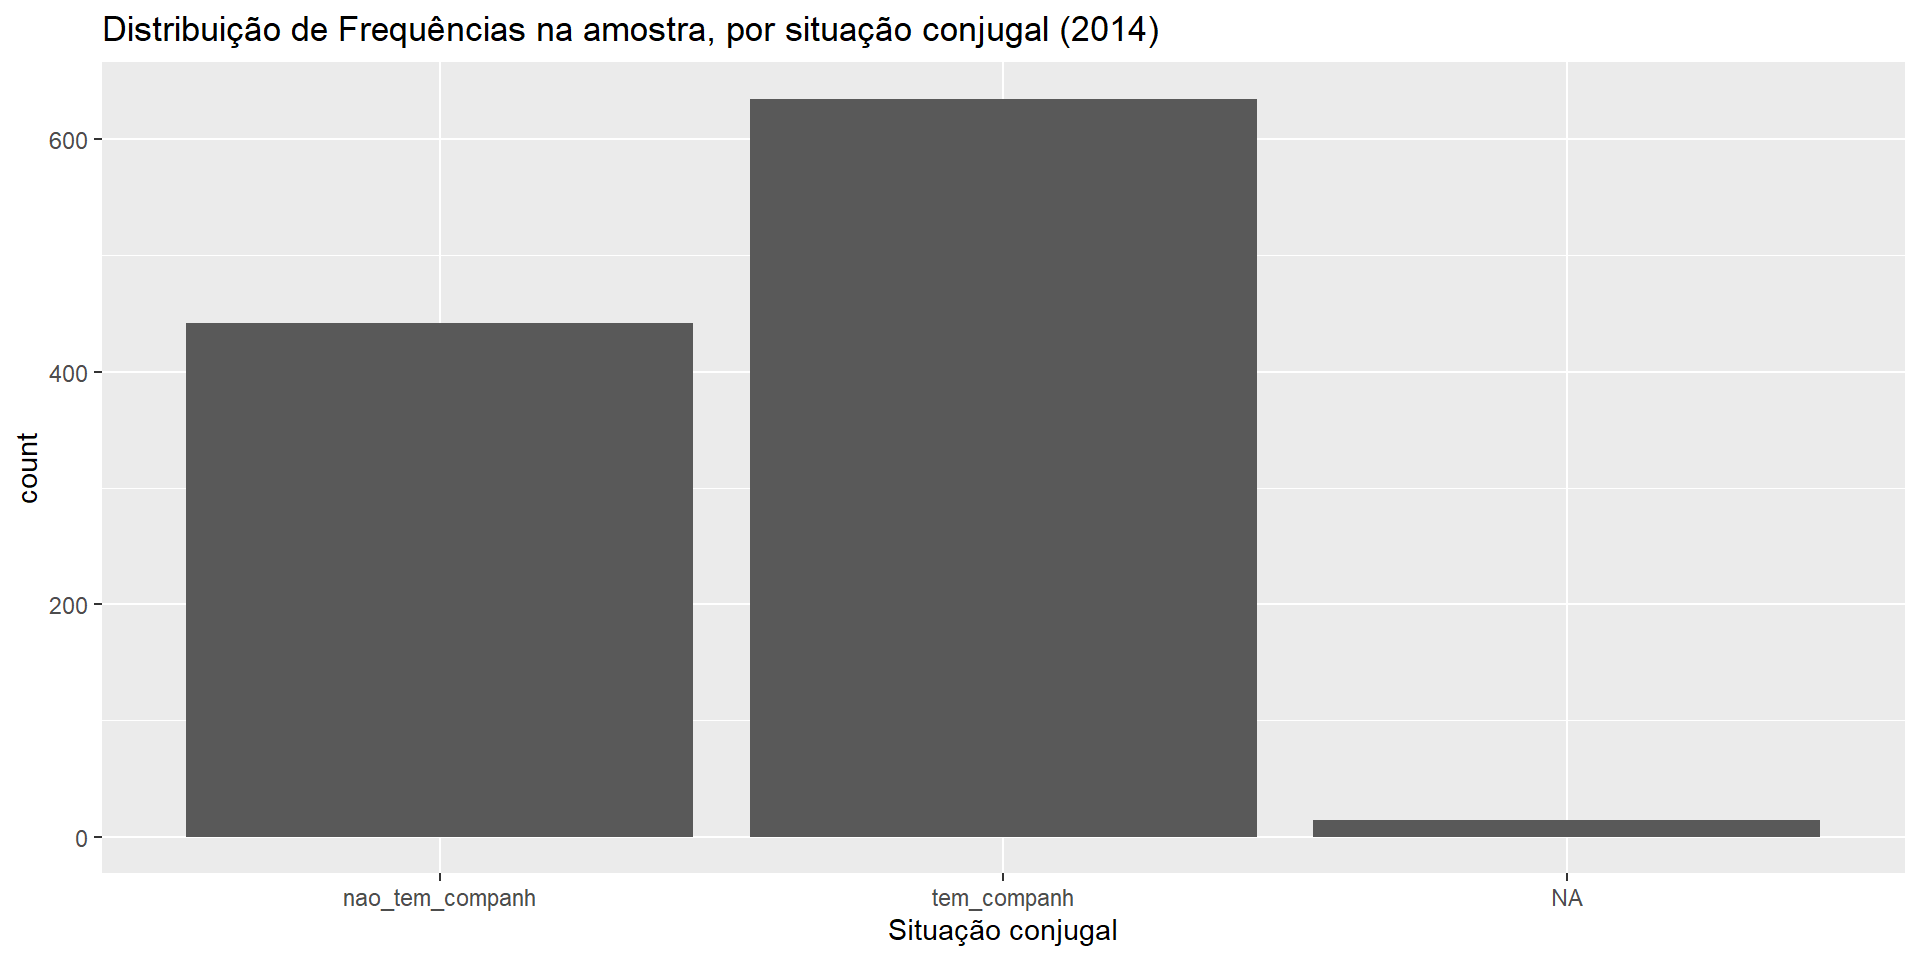 Distribuição de Frequências na amostra, por situação conjugal (2014)
600
400
200
0
count
nao_tem_companh
tem_companh
NA
Situação conjugal